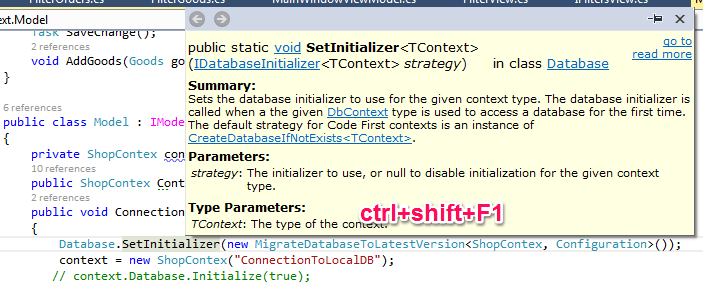 FilterOrders.cs FilterGoods.cs MainWindowViewModel.cs FilterView.cs IFiltersView.cs
ext.Model
Task SaveChange();
2 references
void AddGoods(Goods go
}
6 references
public class Model : IMode
{
private ShopContex con
10 references
public ShopContex Cont
2 references
public void Connection
{
Database.SetInitializer(new MigrateDatabaseToLatestVersion<ShopContex, Configuration>());
context = new ShopContex("ConnectionToLocalDB");
// context.Database.Initialize(true);
public static void SetInitializer<TContext>
(IDatabaseInitializer<TContext> strategy) in class Database
go to
read more
Summary:
Sets the database initializer to use for the given context type. The database initializer is
called when a the given DbContext type is used to access a database for the first time.
The default strategy for Code First contexts is an instance of
CreateDatabaseIfNotExists<TContext>.
Parameters:
strategy: The initializer to use, or null to disable initialization for the given context
type.
Type Parameters:
TContext: The type of the context.
ctrl+shift+F1